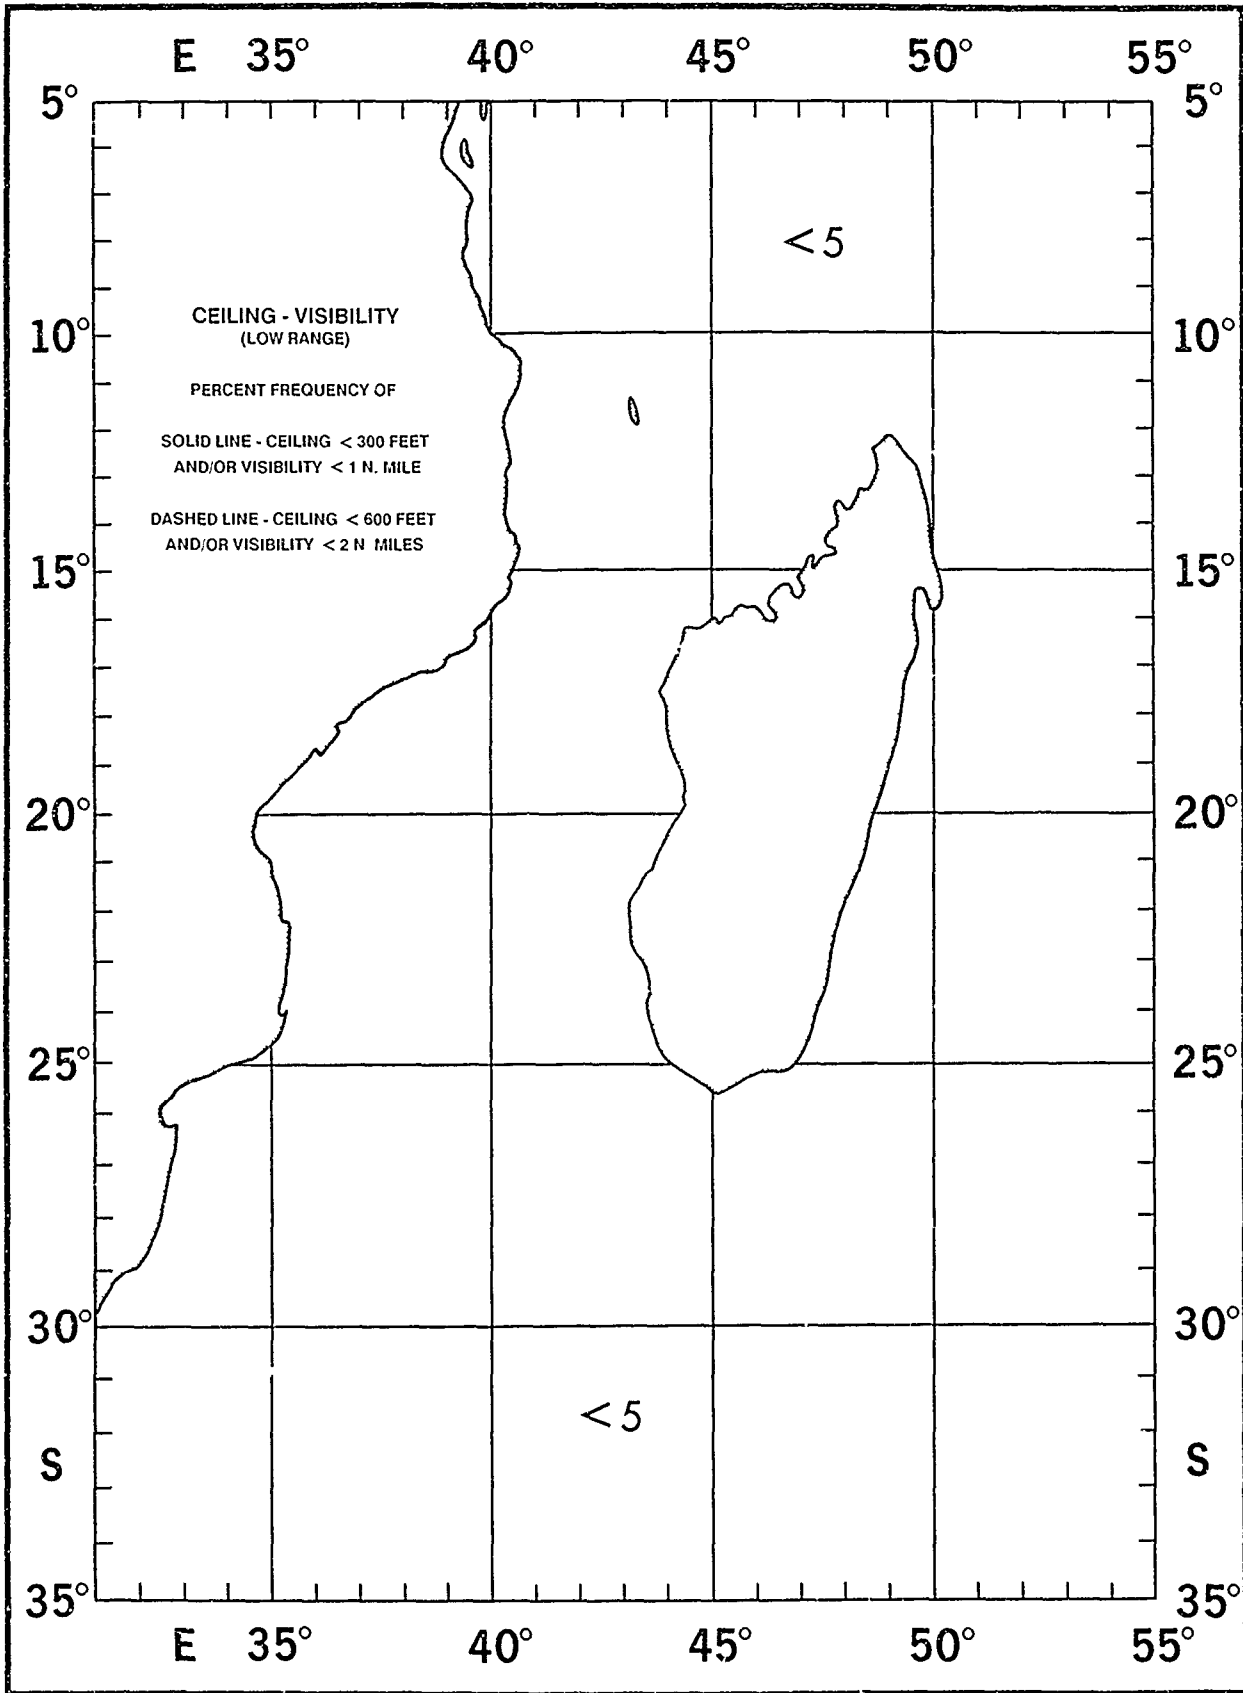 E 35° 40° 45° 50° 55°
5° 5°
<5
CEILING - VISIBILITY
(LOW RANGE)
10° 10°
PERCENT FREQUENCY OF
SOLID LINE - CEILING < 300 FEET
AND/OR VISIBILITY < 1 N. MILE
DASHED LINE - CEILING < 600 FEET
AND/OR VISIBILITY < 2 N MILES
15° 15°
20° 20°
25° 25°
30° 30°
<5
S S
35° 35°
E 35° 40° 45° 50° 55°